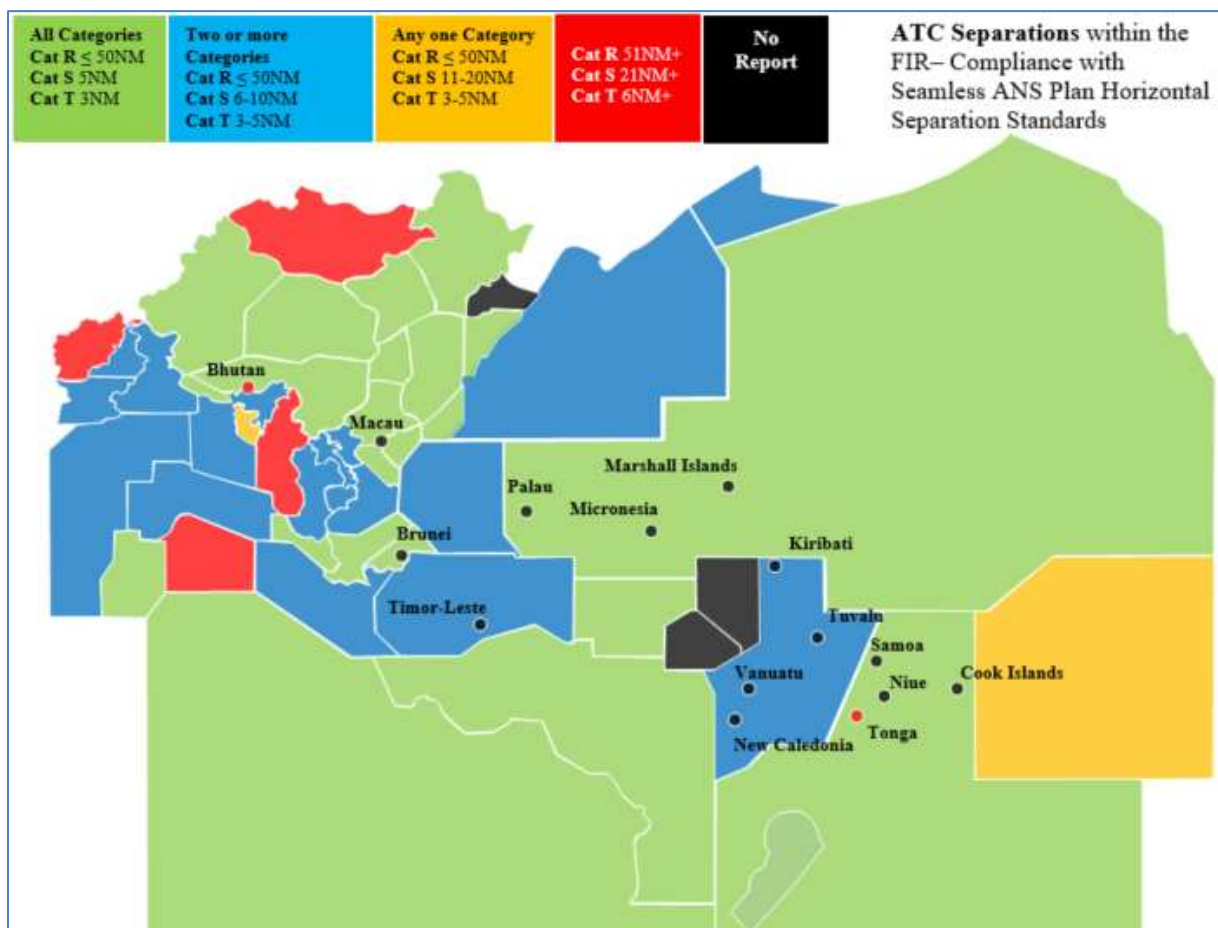 All Categories
Cat R ≤ 50NM
Cat S 5NM
Cat T 3NM
Two or more
Categories
Cat R ≤ 50NM
Cat S 6-10NM
Cat T 3-5NM
Any one Category
Cat R ≤ 50NM
Cat S 11-20NM
Cat T 3-5NM
Cat R 51NM+
Cat S 21NM+
Cat T 6NM+
No
Report
ATC Separations within the
FIR– Compliance with
Seamless ANS Plan Horizontal
Separation Standards
Bhutan
Macau
Marshall Islands
Palau
Micronesia
Brunei
Kiribati
Timor-Leste
Tuvalu
Samoa
Vanuatu
Niue
Cook Islands
Tonga
New Caledonia